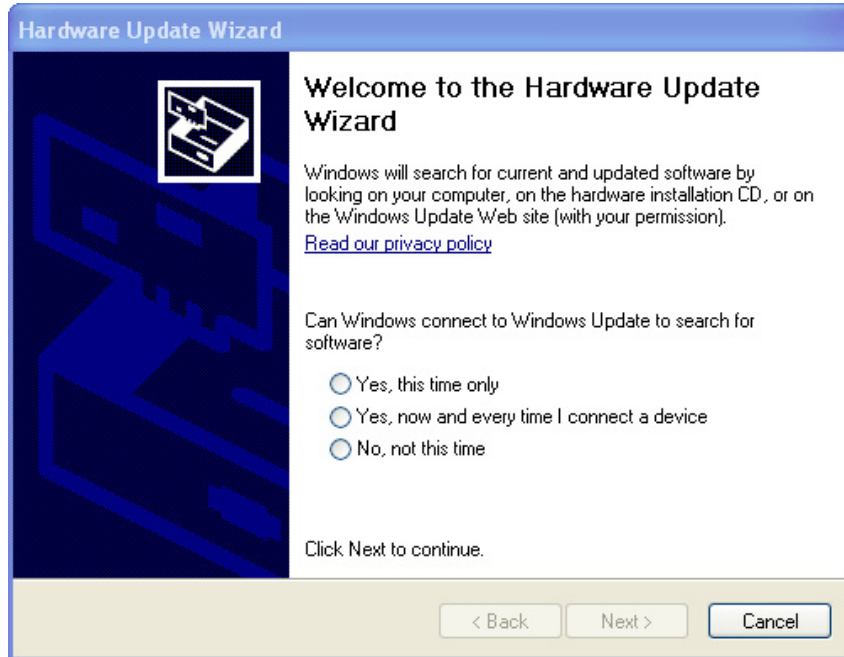 Hardware Update Wizard
Welcome to the Hardware Update
Wizard
Windows will search for current and updated software by
looking on your computer, on the hardware installation CD, or on
the Windows Update Web site (with your permission).
Read our privacy policy
Can Windows connect to Windows Update to search for
software?
Yes, this time only
Yes, now and every time I connect a device
No, not this time
Click Next to continue.
< Back Next > Cancel